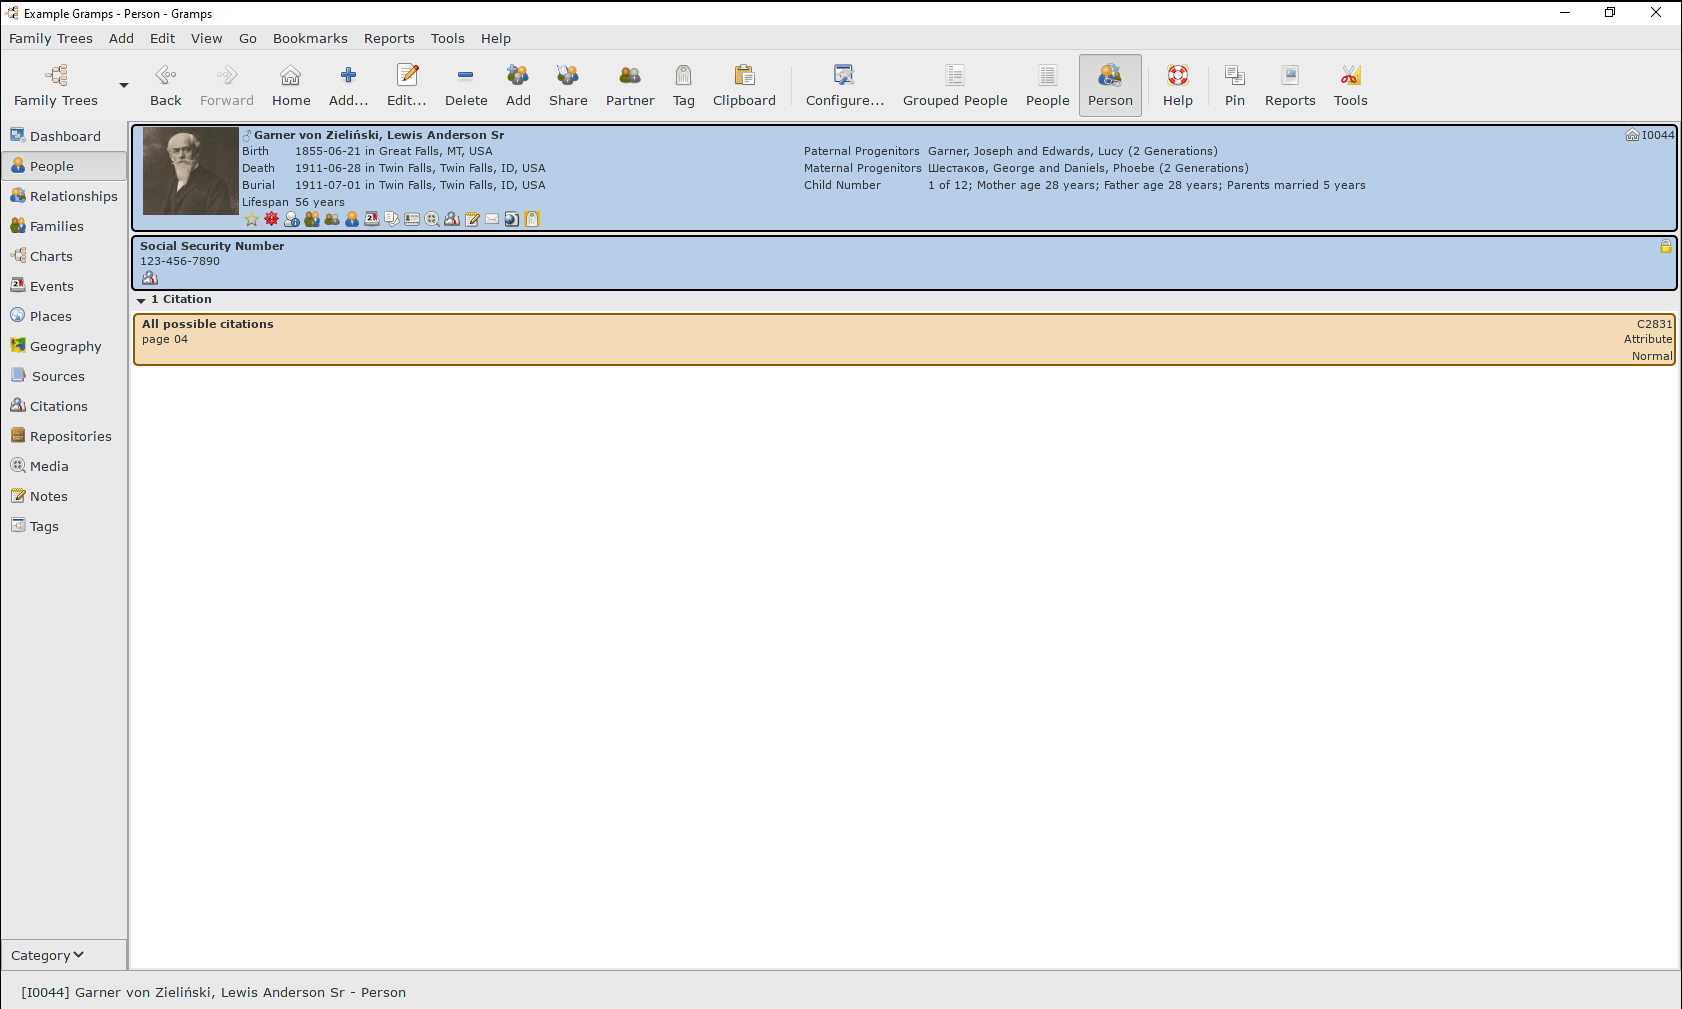 Example Gramps - Person - Gramps
Family Trees Add Edit View Go Bookmarks Reports Tools Help
Family Trees Back Forward Home Add... Edit... Delete Add Share Partner Tag Clipboard Configure... Grouped People People Person Help Pin Reports Tools
Dashboard
People
Relationships
Families
Charts
Events
Places
Geography
Sources
Citations
Repositories
Media
Notes
Tags
Category
Garner von Zieliński, Lewis Anderson Sr
I0044
Birth 1855-06-21 in Great Falls, MT, USA
Death 1911-06-28 in Twin Falls, Twin Falls, ID, USA
Burial 1911-07-01 in Twin Falls, Twin Falls, ID, USA
Lifespan 56 years
Paternal Progenitors Garner, Joseph and Edwards, Lucy (2 Generations)
Maternal Progenitors Шестаков, George and Daniels, Phoebe (2 Generations)
Child Number 1 of 12; Mother age 28 years; Father age 28 years; Parents married 5 years
Social Security Number
123-456-7890
1 Citation
All possible citations
page 04
C2831
Attribute
Normal
[I0044] Garner von Zieliński, Lewis Anderson Sr - Person